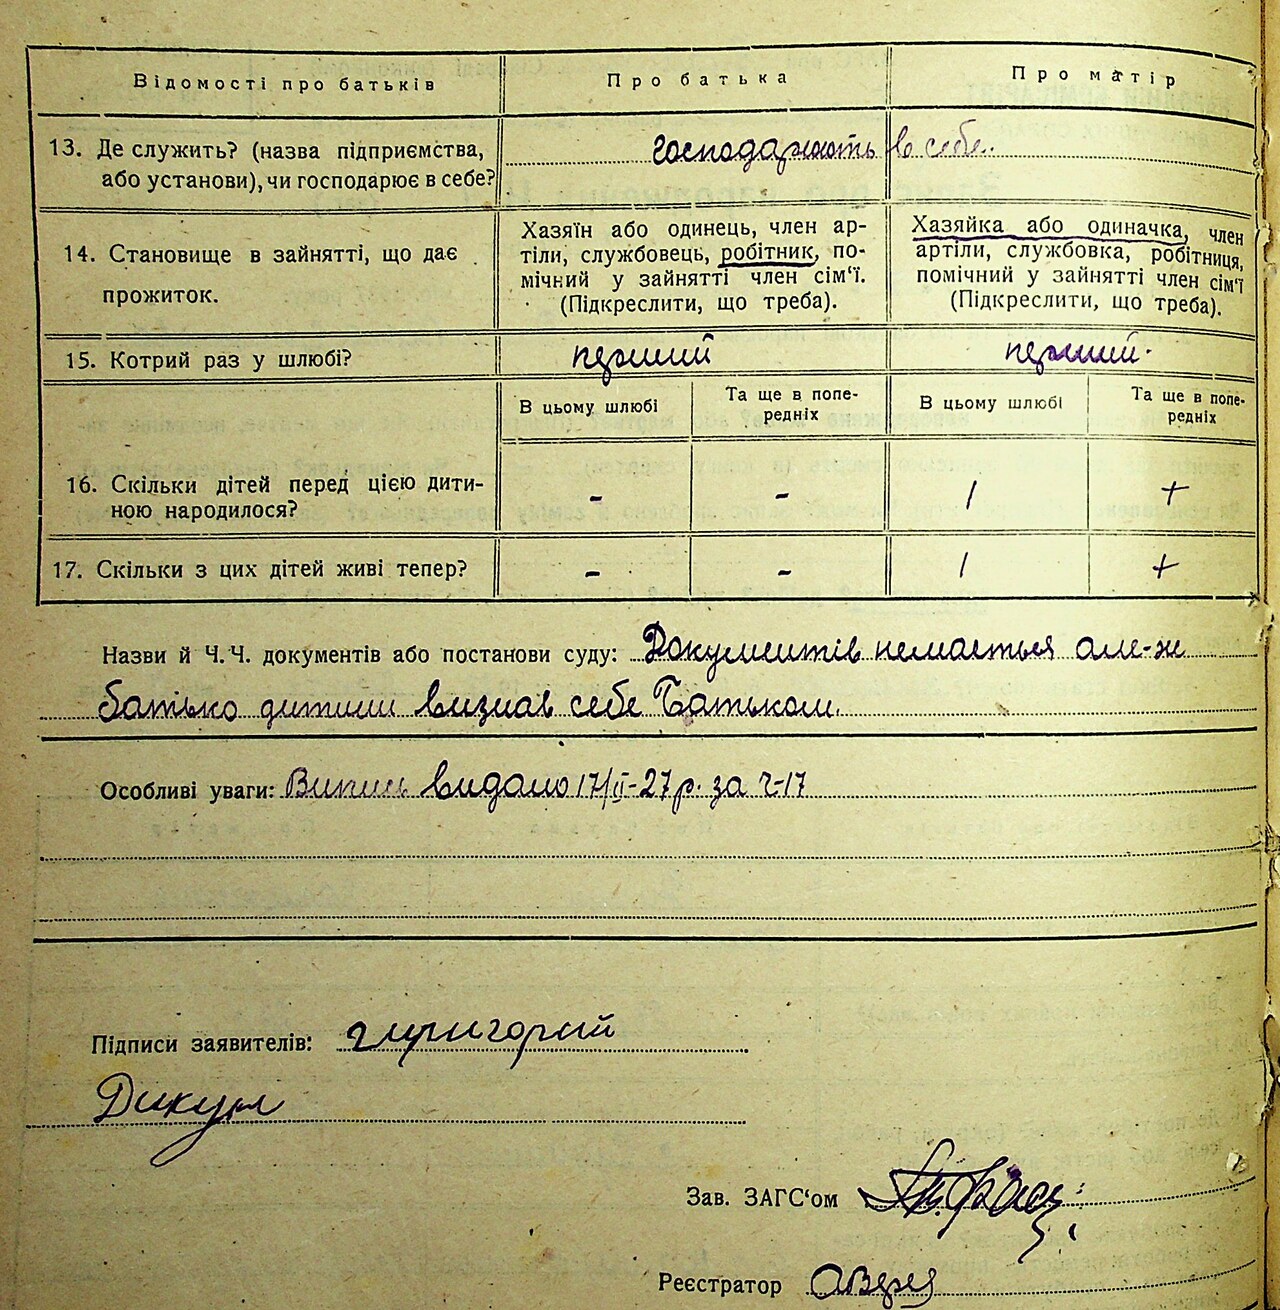 Відомості про батьків
Про батька
Про матір
13. Де служить? (назва підприємства,
або установи), чи господарює в себе?
господарюють в себе.
14. Становище в зайнятті, що дає
прожиток.
Хазяїн або одинець, член ар-
тіли, службовець, робітник, по-
мічний у зайнятті член сім'ї.
(Підкреслити, що треба).
Хазяйка або одиначка, член
артіли, службовка, робітниця,
помічний у зайнятті член сім'ї
(Підкреслити, що треба).
15. Котрий раз у шлюбі?
перший
перший.
В цьому шлюбі
Та ще в попе-
редніх
В цьому шлюбі
Та ще в попе-
редніх
16. Скільки дітей перед цією дити-
ною народилося?
- - 1 +
17. Скільки з цих дітей живі тепер?
- - 1 +
Назви й Ч.Ч. документів або постанови суду: Документів немається але-ж
батько дитини визнав себе Батьком.
Особливі уваги: Випись видано 17/II-27 р. за Ч-17
Підписи заявителів: глригорий
Дикун
Зав. ЗАГС'ом
Реєстратор